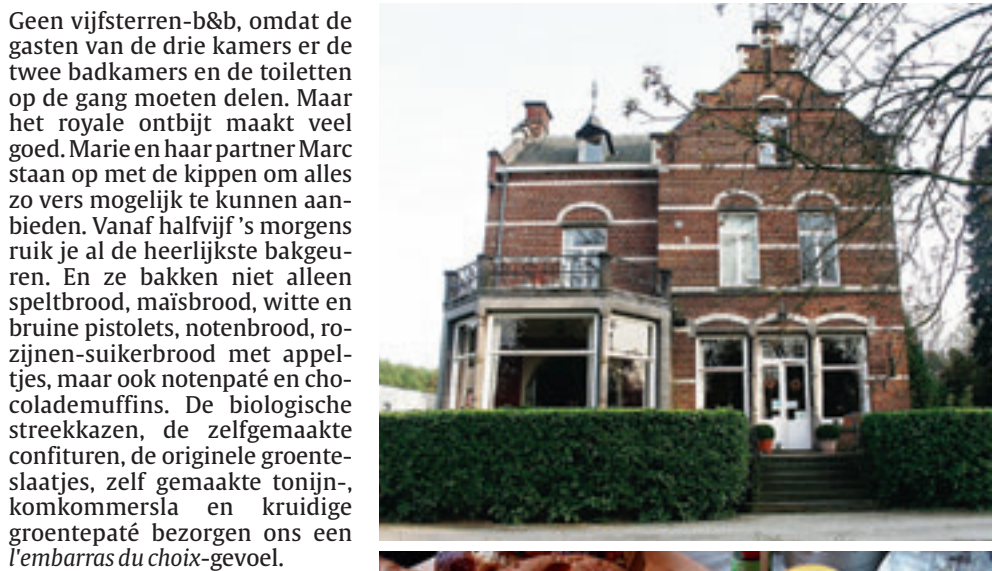 Geen vijfsterren-b&b, omdat de
gasten van de drie kamers er de
twee badkamers en de toiletten
op de gang moeten delen. Maar
het royale ontbijt maakt veel
goed. Marie en haar partner Marc
staan op met de kippen om alles
zo vers mogelijk te kunnen aan-
bieden. Vanaf halfvijf ’s morgens
ruik je al de heerlijkste bakgeu-
ren. En ze bakken niet alleen
speltbrood, maïsbrood, witte en
bruine pistolets, notenbrood, ro-
zijnen-suikerbrood met appel-
tjes, maar ook notenpaté en cho-
colademuffins. De biologische
streekkazen, de zelfgemaakte
confituren, de originele groente-
slaatjes, zelf gemaakte tonijn-,
komkommersla en kruidige
groentepaté bezorgen ons een
l'embarras du choix-gevoel.